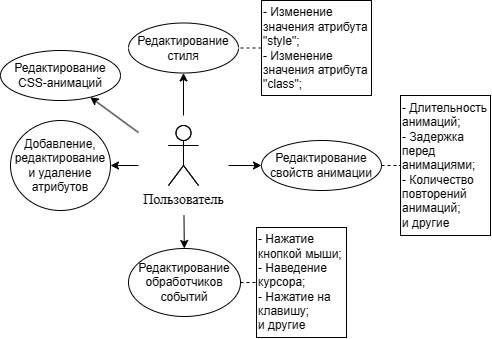 Редактирование
стиля
- Изменение
значения атрибута
"style";
- Изменение
значения атрибута
"class";
Редактирование
CSS-анимаций
Добавление,
редактирование
и удаление
атрибутов
Пользователь
Редактирование
свойств анимации
- Длительность
анимаций;
- Задержка
перед
анимациями;
- Количество
повторений
анимаций;
и другие
Редактирование
обработчиков
событий
- Нажатие
кнопкой мыши;
- Наведение
курсора;
- Нажатие на
клавишу;
и другие